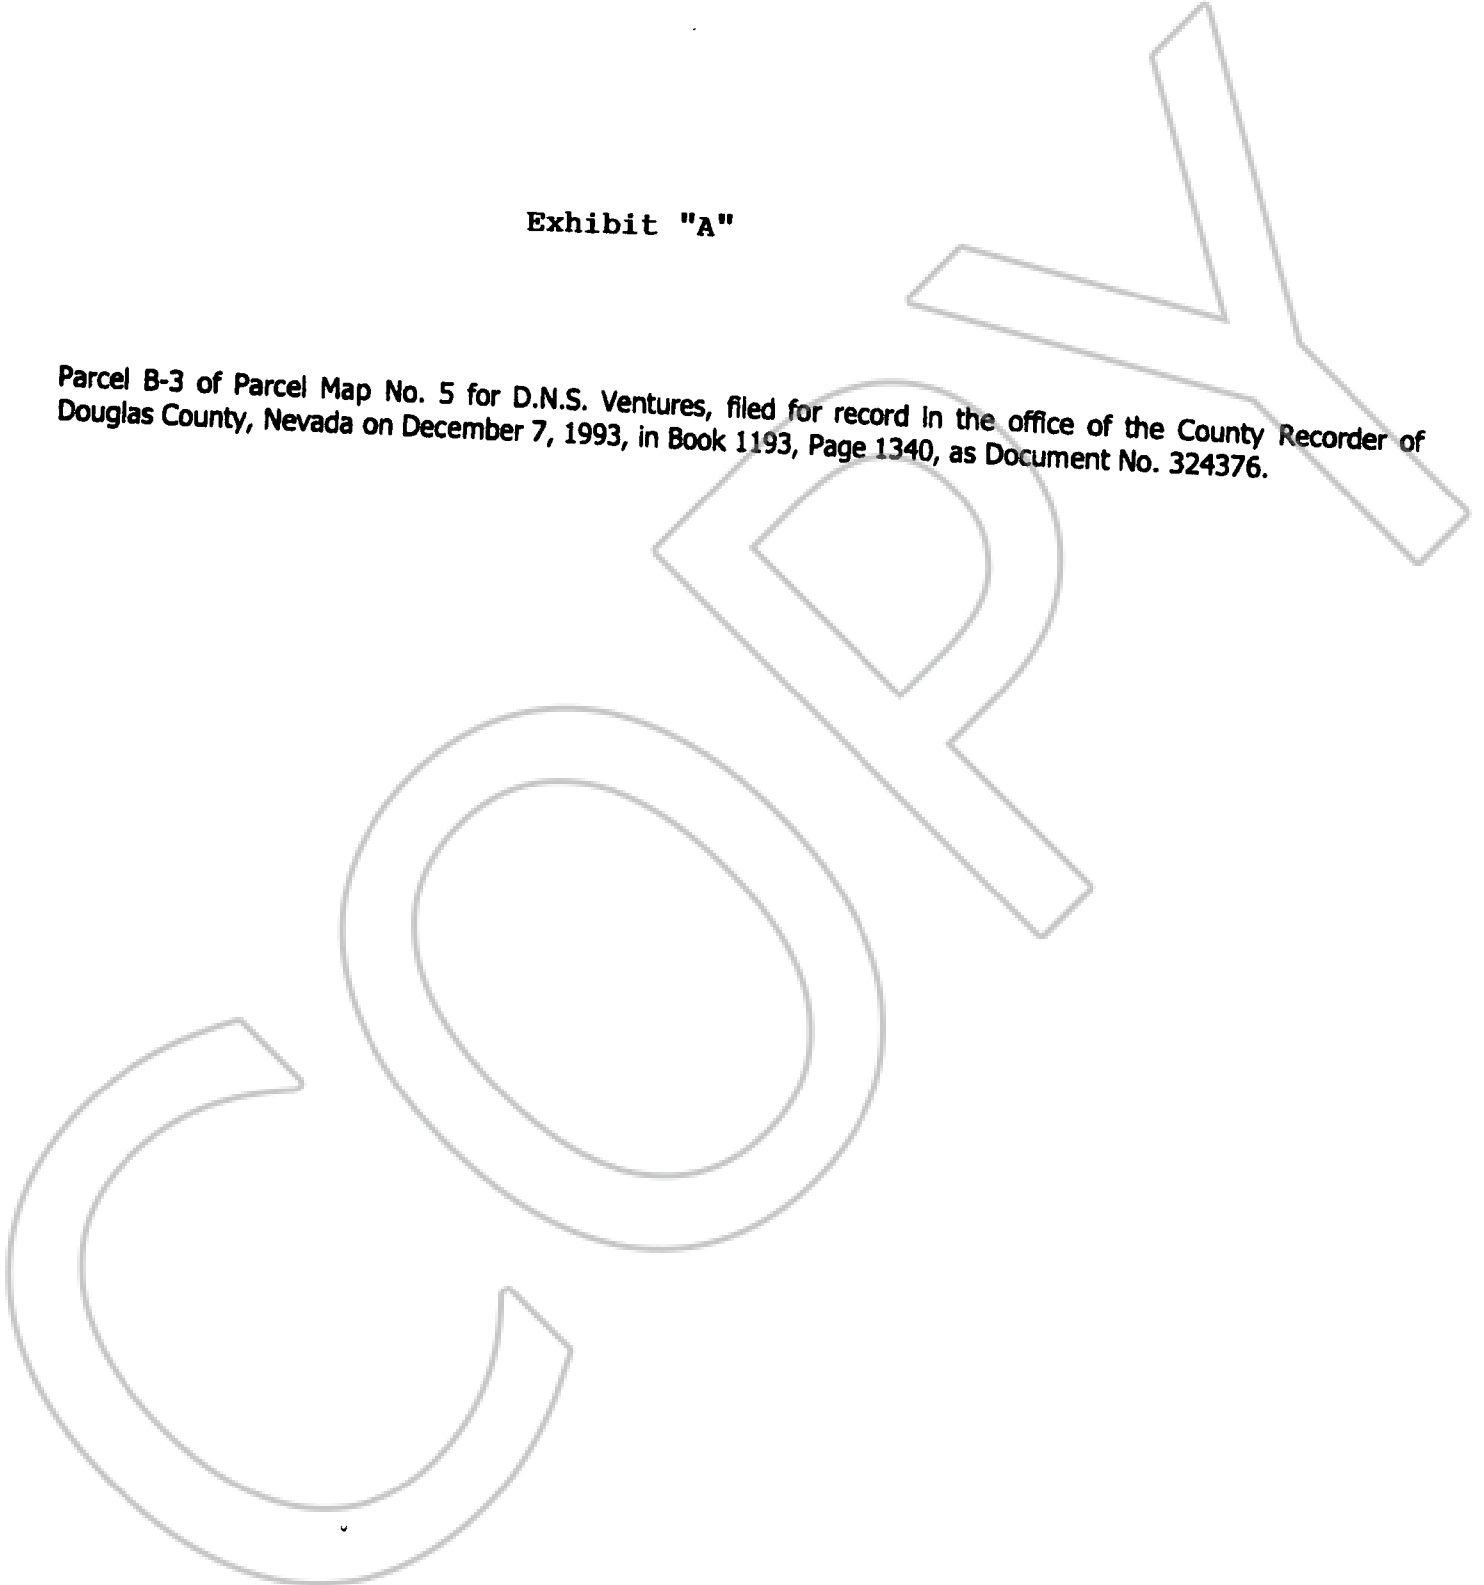 Exhibit "A"
Parcel B-3 of Parcel Map No. 5 for D.N.S. Ventures, filed for record in the office of the County Recorder of
Douglas County, Nevada on December 7, 1993, in Book 1193, Page 1340, as Document No. 324376.
COPY